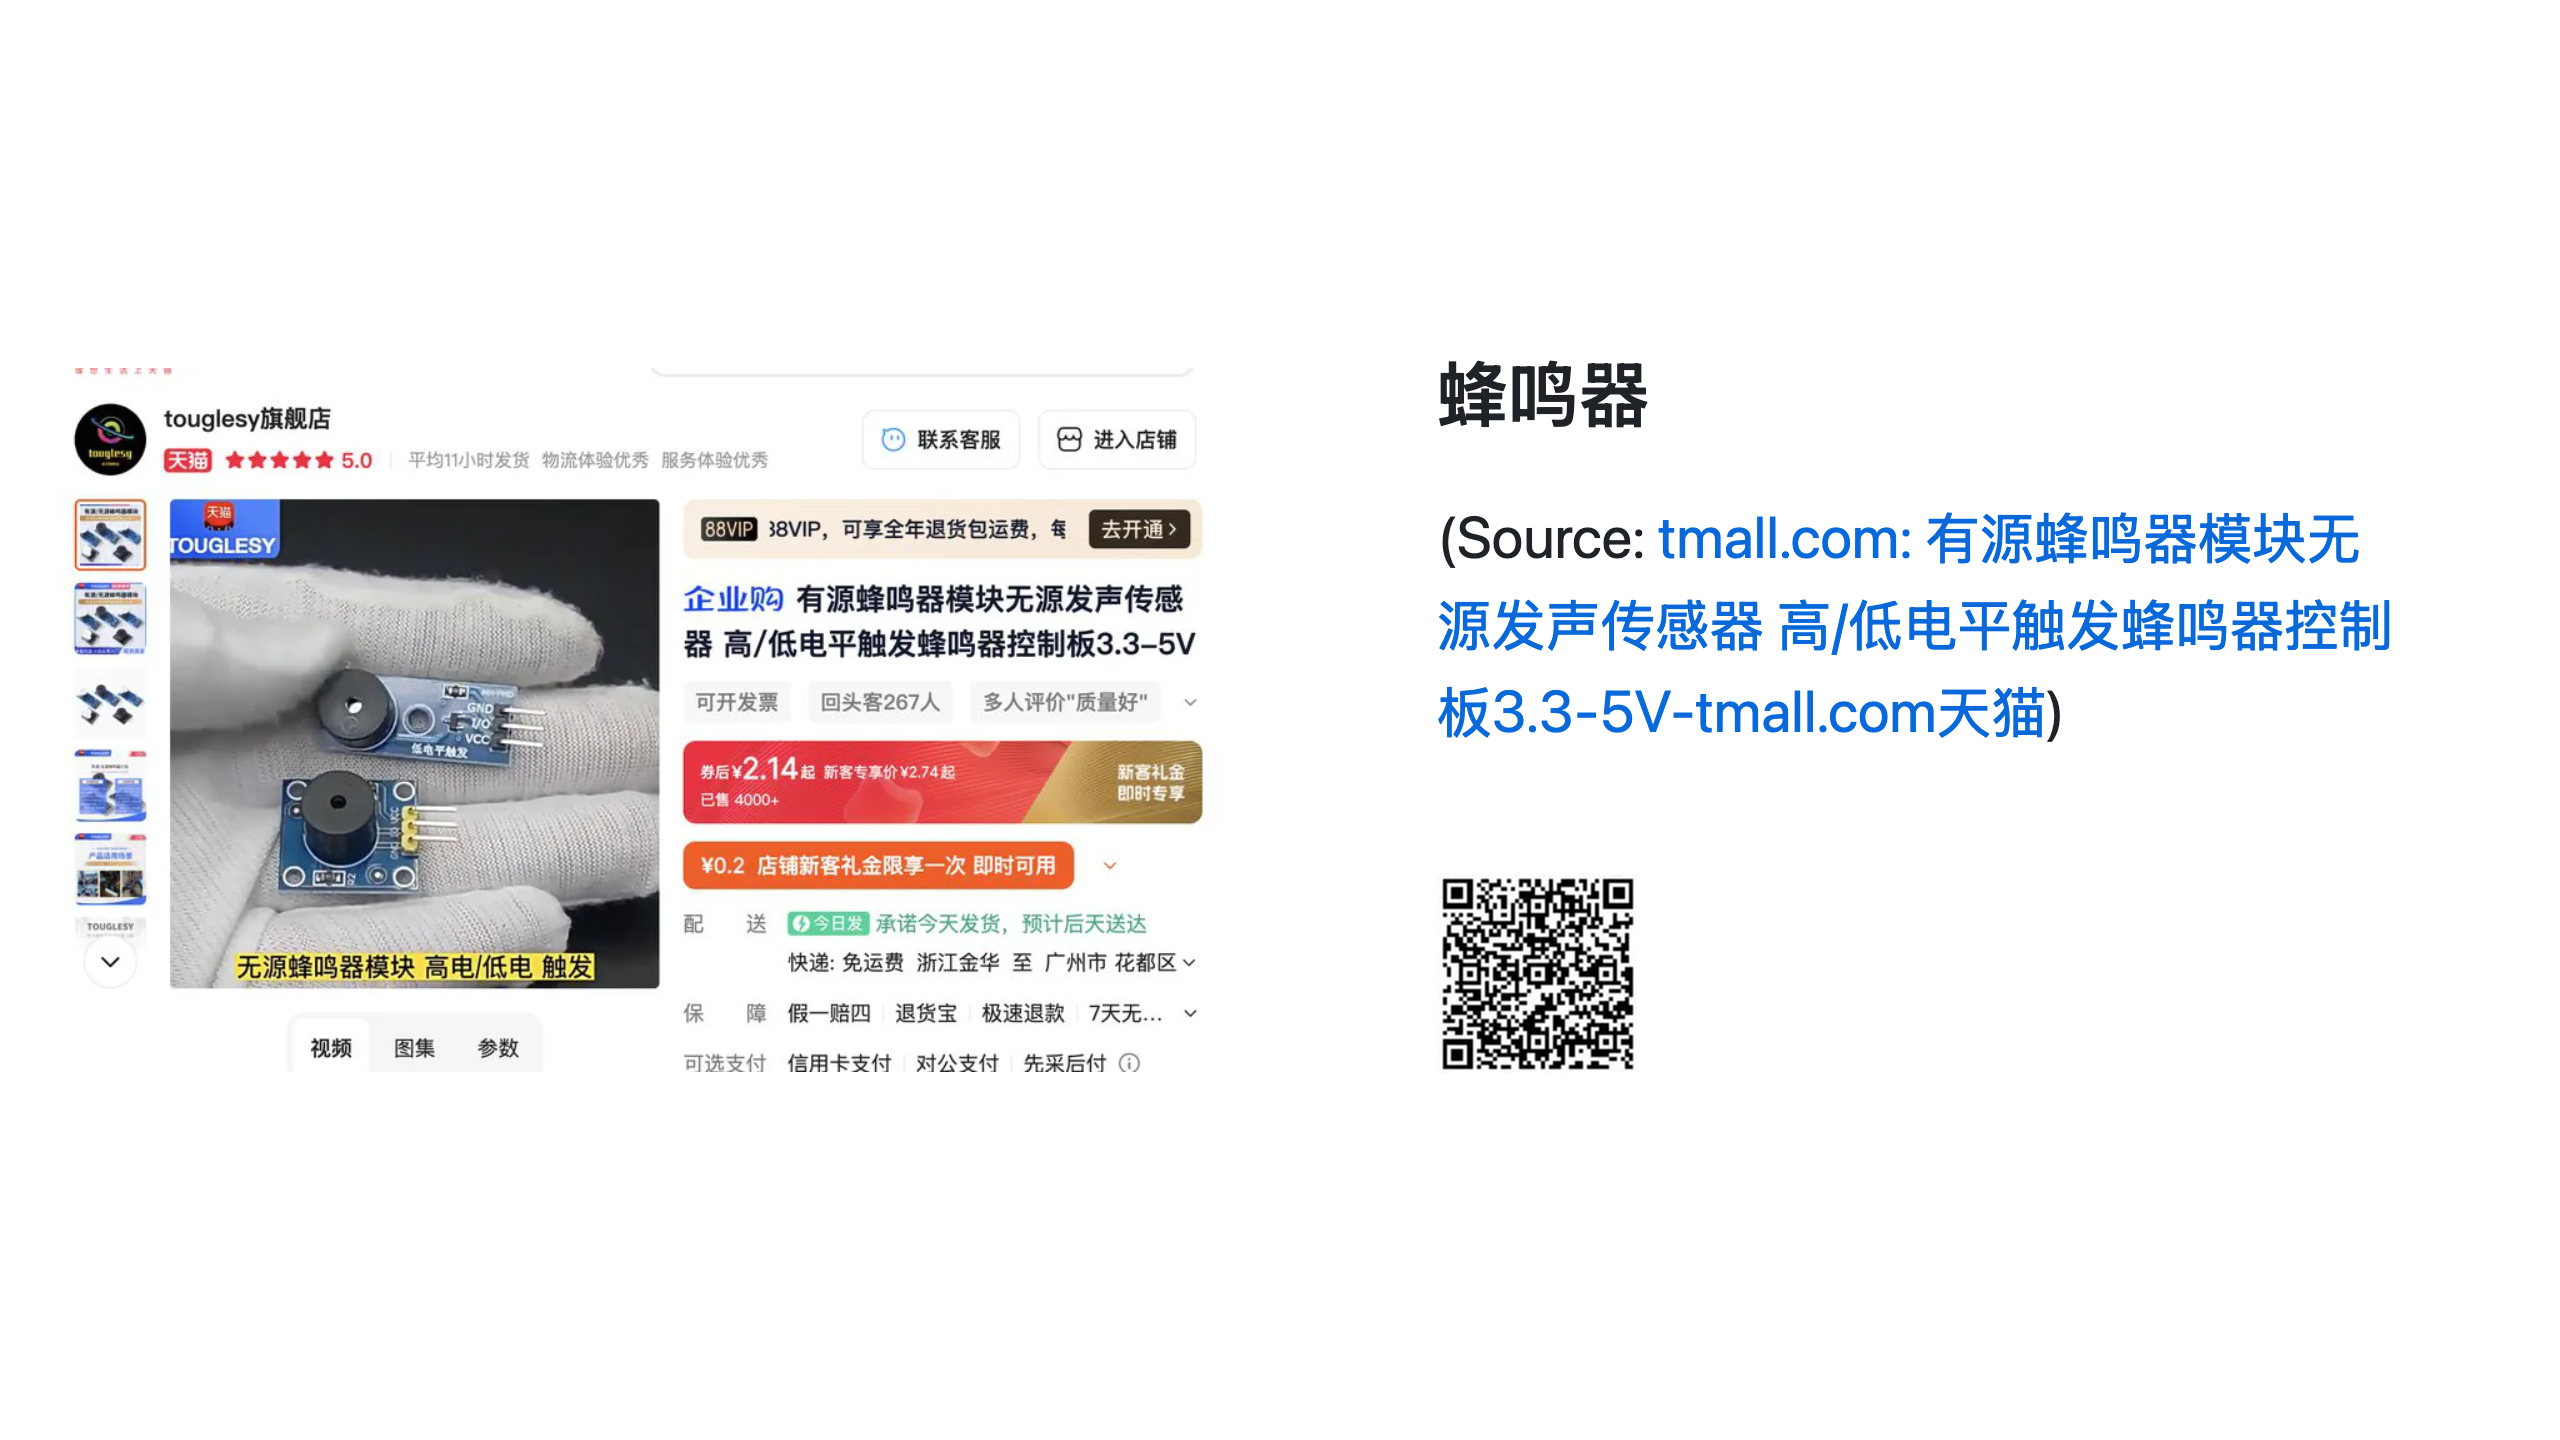 touglesy旗舰店
天猫 5.0 平均11小时发货 物流体验优秀 服务体验优秀
联系客服
进入店铺
touglesy
天猫
TOUGLESY
GND
I/O
VCC
低电平触发
无源蜂鸣器模块 高电/低电 触发
产品适用场景
TOUGLESY
视频 图集 参数
88VIP 38VIP，可享全年退货包运费，每 去开通
企业购 有源蜂鸣器模块无源发声传感
器 高/低电平触发蜂鸣器控制板3.3-5V
可开发票 回头客267人 多人评价"质量好"
券后¥2.14起 新客专享价¥2.74起
已售 4000+
新客礼金
即时专享
¥0.2 店铺新客礼金限享一次 即时可用
配送 今日发 承诺今天发货，预计后天送达
快递: 免运费 浙江金华 至 广州市 花都区
保障 假一赔四 退货宝 极速退款 7天无...
可选支付 信用卡支付 对公支付 先采后付
蜂鸣器
(Source: tmall.com: 有源蜂鸣器模块无
源发声传感器 高/低电平触发蜂鸣器控制
板3.3-5V-tmall.com天猫)